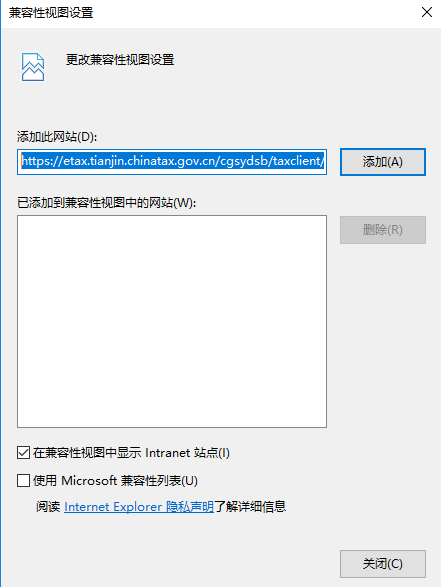 兼容性视图设置
更改兼容性视图设置
添加此网站(D):
https://etax.tianjin.chinatax.gov.cn/cgsydsb/taxclient/
添加(A)
已添加到兼容性视图中的网站(W):
删除(R)
在兼容性视图中显示 Intranet 站点(I)
使用 Microsoft 兼容性列表(U)
阅读 Internet Explorer 隐私声明了解详细信息
关闭(C)